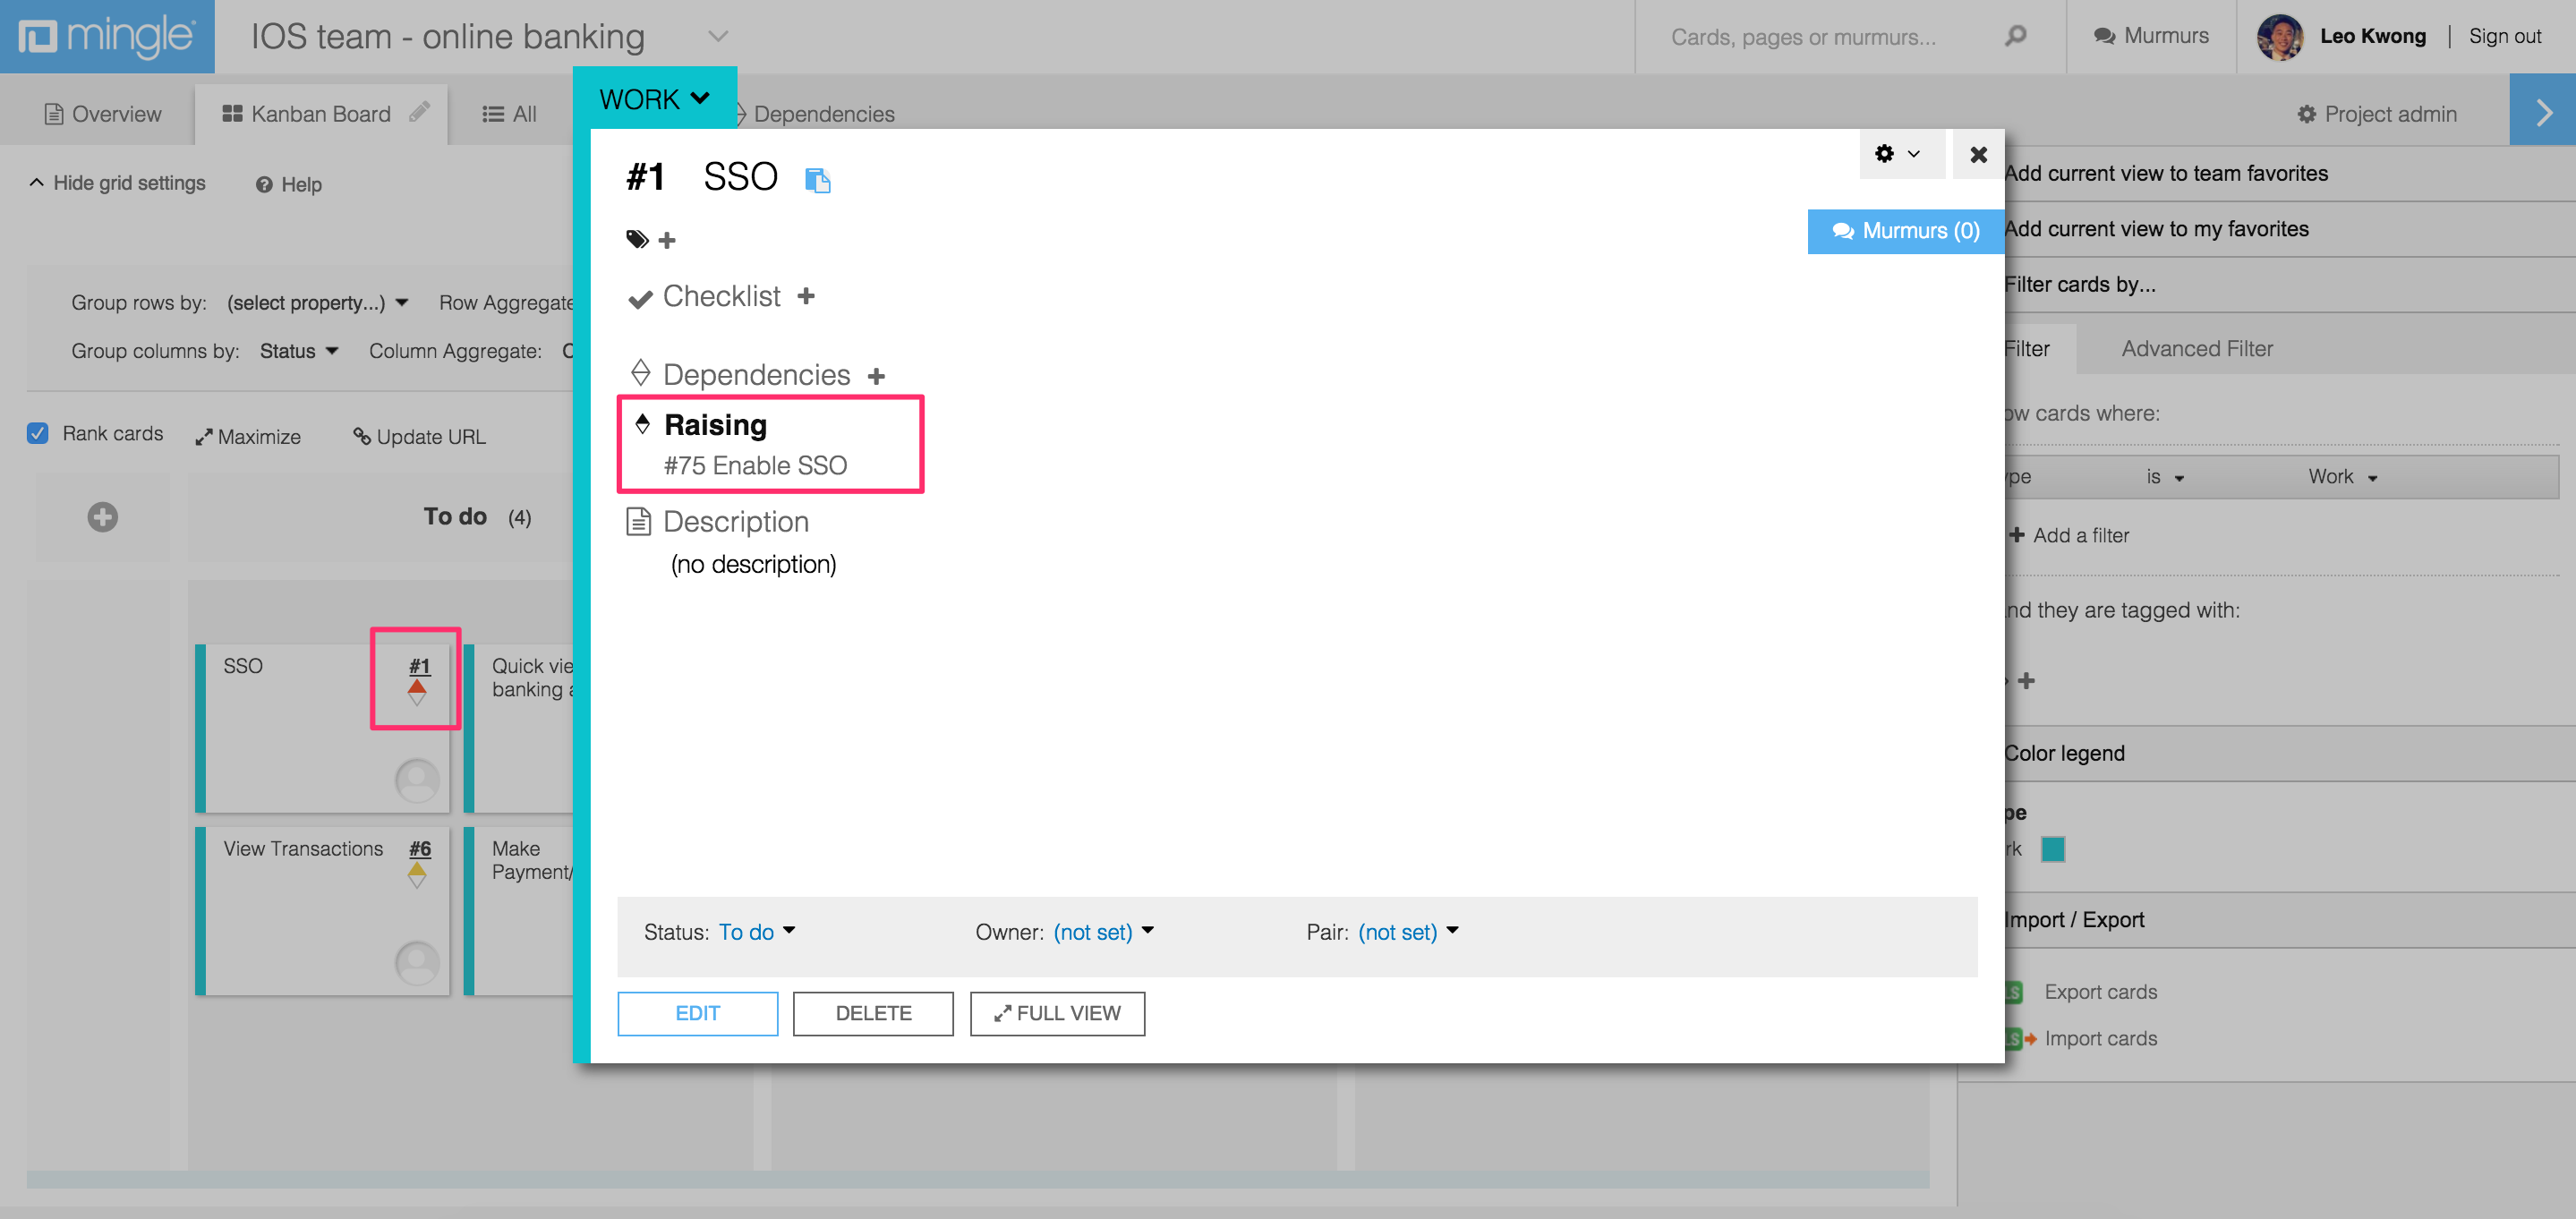 mingle
IOS team - online banking
Cards, pages or murmurs...
Murmurs
Leo Kwong | Sign out
Overview
Kanban Board
All
WORK
Dependencies
Project admin
Hide grid settings
Help
#1 SSO
Murmurs (0)
Checklist
Dependencies
Raising
#75 Enable SSO
Description
(no description)
Status: To do
Owner: (not set)
Pair: (not set)
EDIT
DELETE
FULL VIEW
Group rows by: (select property...)
Row Aggregate
Group columns by: Status
Column Aggregate:
Rank cards
Maximize
Update URL
To do (4)
SSO
#1
Quick vie
banking a
View Transactions
#6
Make
Payment/
Add current view to team favorites
Add current view to my favorites
Filter cards by...
Filter
Advanced Filter
ow cards where:
pe
is
Work
Add a filter
nd they are tagged with:
Color legend
pe
rk
Import / Export
LS
Export cards
LS
Import cards